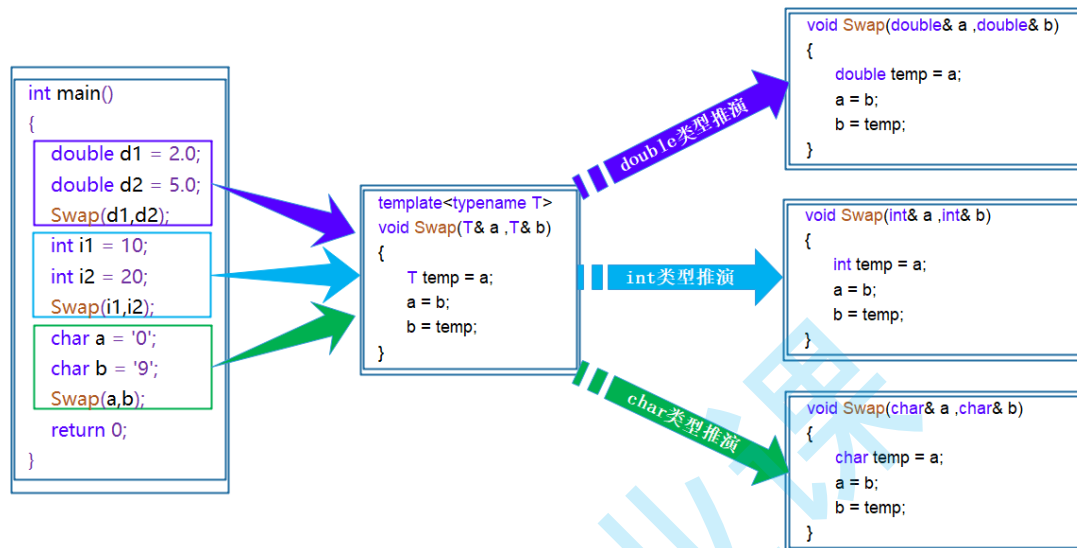 int main()
{
double d1 = 2.0;
double d2 = 5.0;
Swap(d1,d2);
int i1 = 10;
int i2 = 20;
Swap(i1,i2);
char a = '0';
char b = '9';
Swap(a,b);
return 0;
}
template<typename T>
void Swap(T& a ,T& b)
{
T temp = a;
a = b;
b = temp;
}
double类型推演
int类型推演
char类型推演
void Swap(double& a ,double& b)
{
double temp = a;
a = b;
b = temp;
}
void Swap(int& a ,int& b)
{
int temp = a;
a = b;
b = temp;
}
void Swap(char& a ,char& b)
{
char temp = a;
a = b;
b = temp;
}
业课